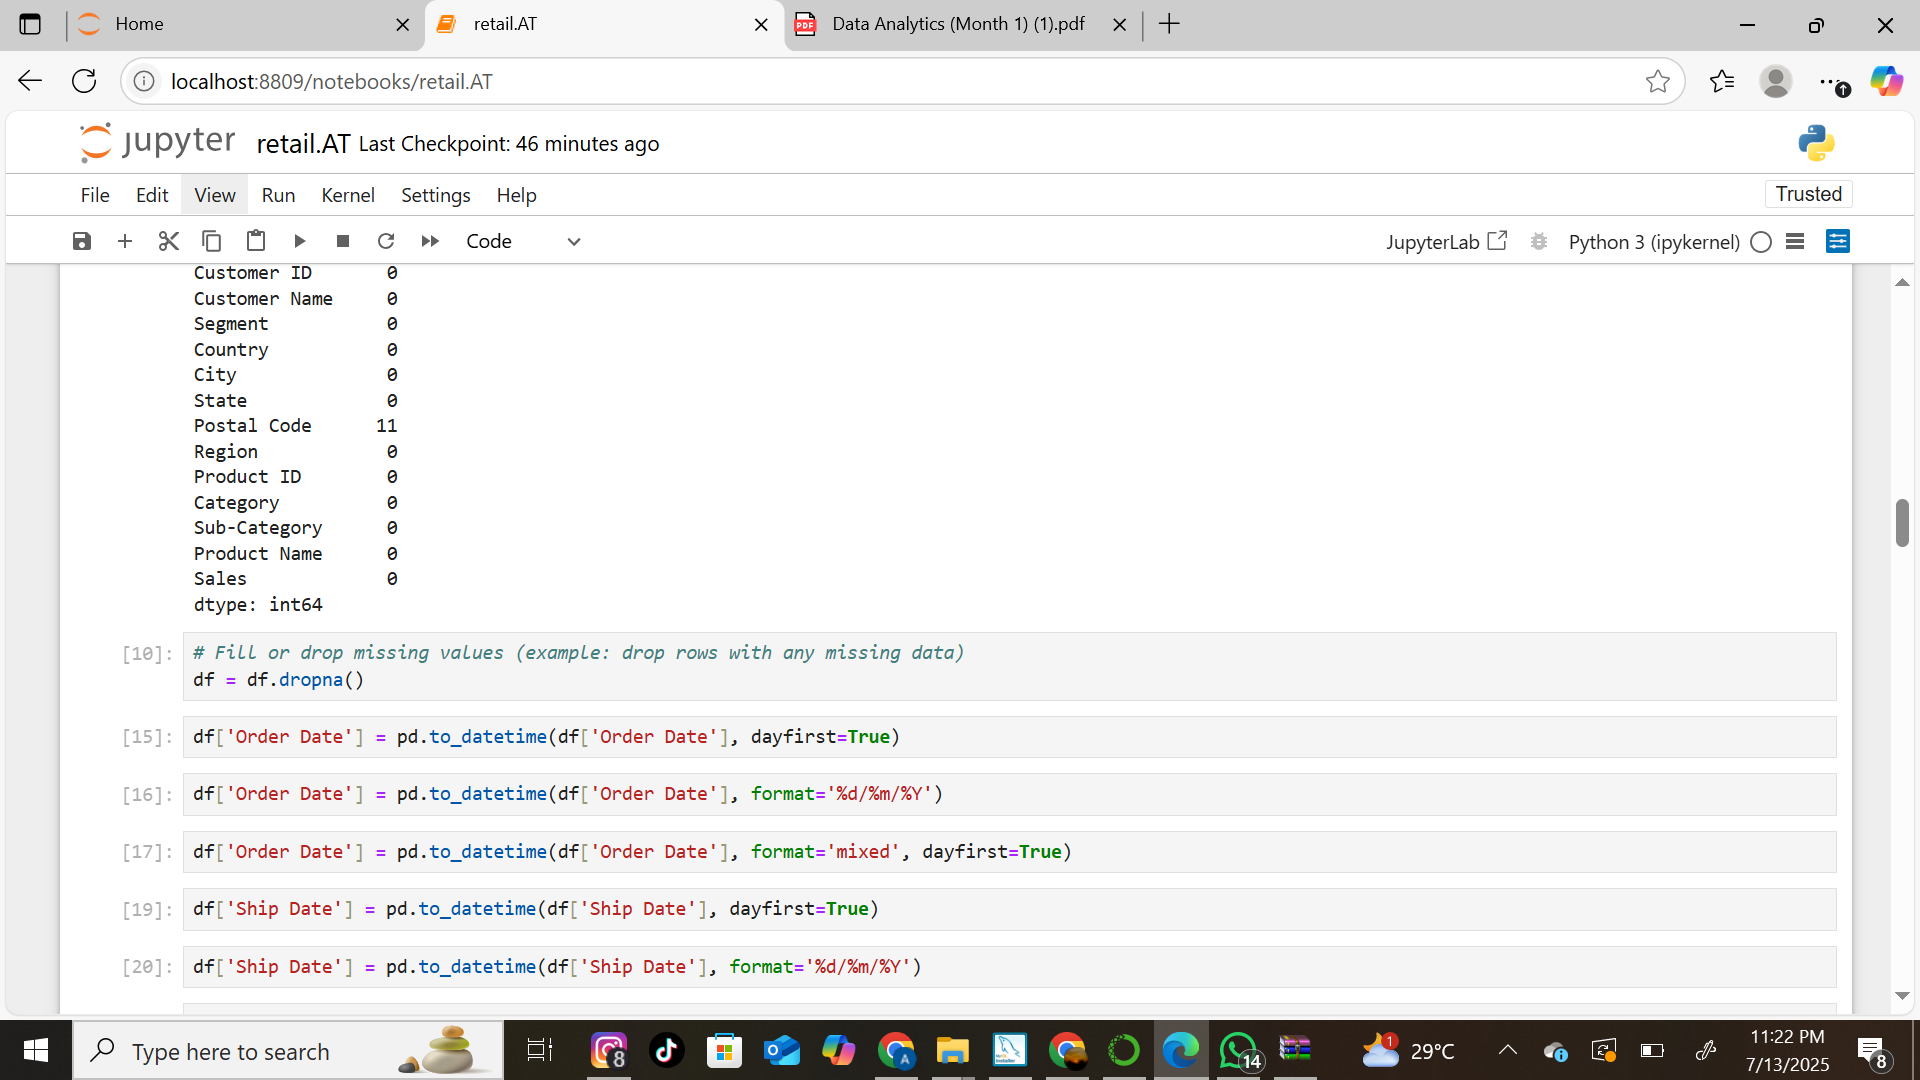 Home
retail.AT
PDF
Data Analytics (Month 1) (1).pdf
localhost:8809/notebooks/retail.AT
jupyter
retail.AT Last Checkpoint: 46 minutes ago
File Edit View Run Kernel Settings Help
Trusted
Code
JupyterLab
Python 3 (ipykernel)
Customer ID 0
Customer Name 0
Segment 0
Country 0
City 0
State 0
Postal Code 11
Region 0
Product ID 0
Category 0
Sub-Category 0
Product Name 0
Sales 0
dtype: int64
[10]: # Fill or drop missing values (example: drop rows with any missing data)
df = df.dropna()
[15]: df['Order Date'] = pd.to_datetime(df['Order Date'], dayfirst=True)
[16]: df['Order Date'] = pd.to_datetime(df['Order Date'], format='%d/%m/%Y')
[17]: df['Order Date'] = pd.to_datetime(df['Order Date'], format='mixed', dayfirst=True)
[19]: df['Ship Date'] = pd.to_datetime(df['Ship Date'], dayfirst=True)
[20]: df['Ship Date'] = pd.to_datetime(df['Ship Date'], format='%d/%m/%Y')
Type here to search
8
A
14
1
29°C
11:22 PM
7/13/2025
8